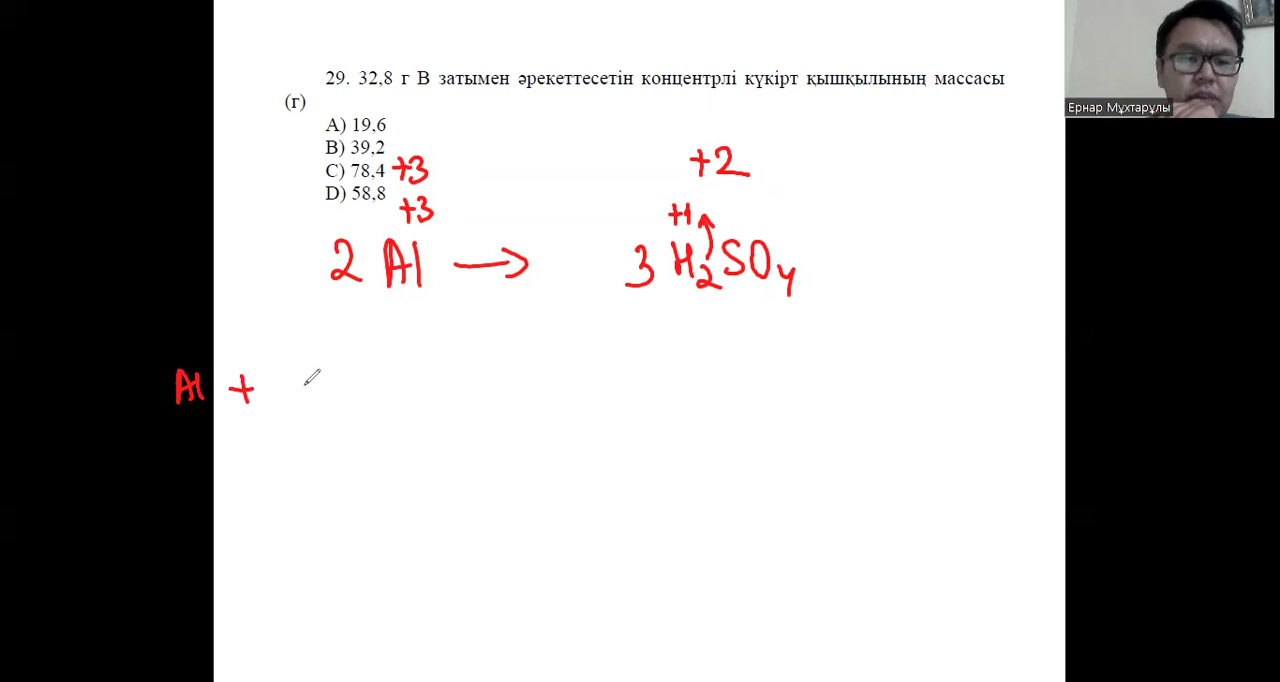 29. 32,8 г В затымен әрекеттесетін концентрлі күкірт қышқылының массасы
(г)
A) 19,6
B) 39,2
C) 78,4 +3
D) 58,8
+3
+2
+1
2 Al → 3 H2SO4
Al +
Ернар Мұхтарұлы